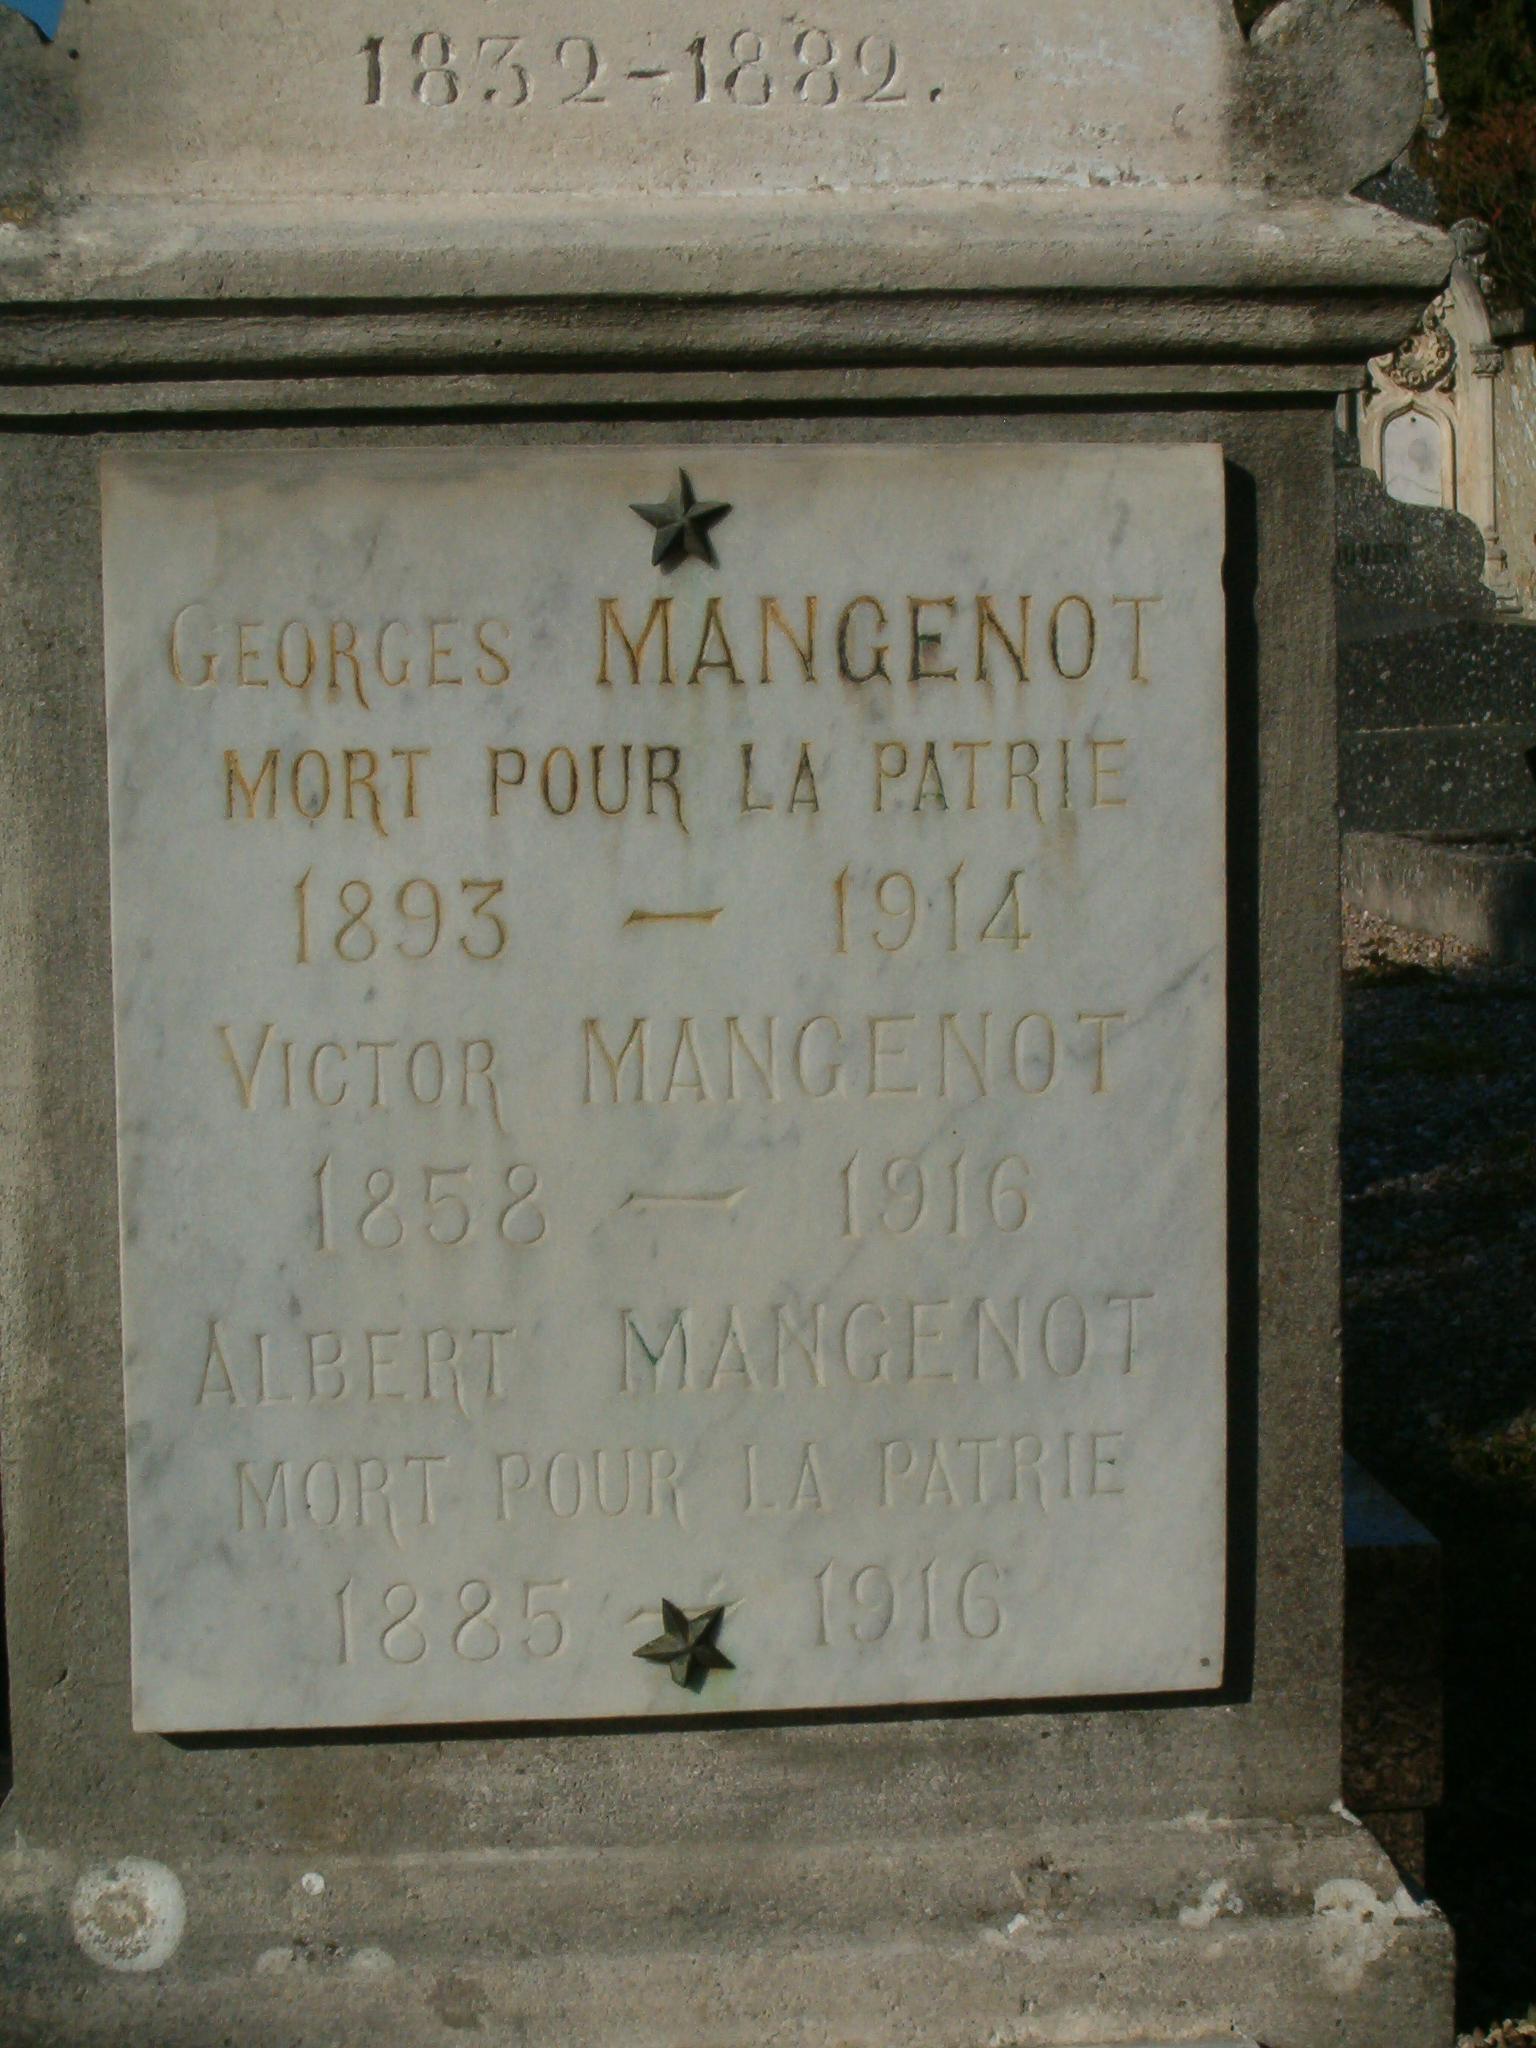 1832-1882.
GEORGES MANGENOT
MORT POUR LA PATRIE
1893 — 1914
VICTOR MANGENOT
1858 — 1916
ALBERT MANGENOT
MORT POUR LA PATRIE
1885 — 1916